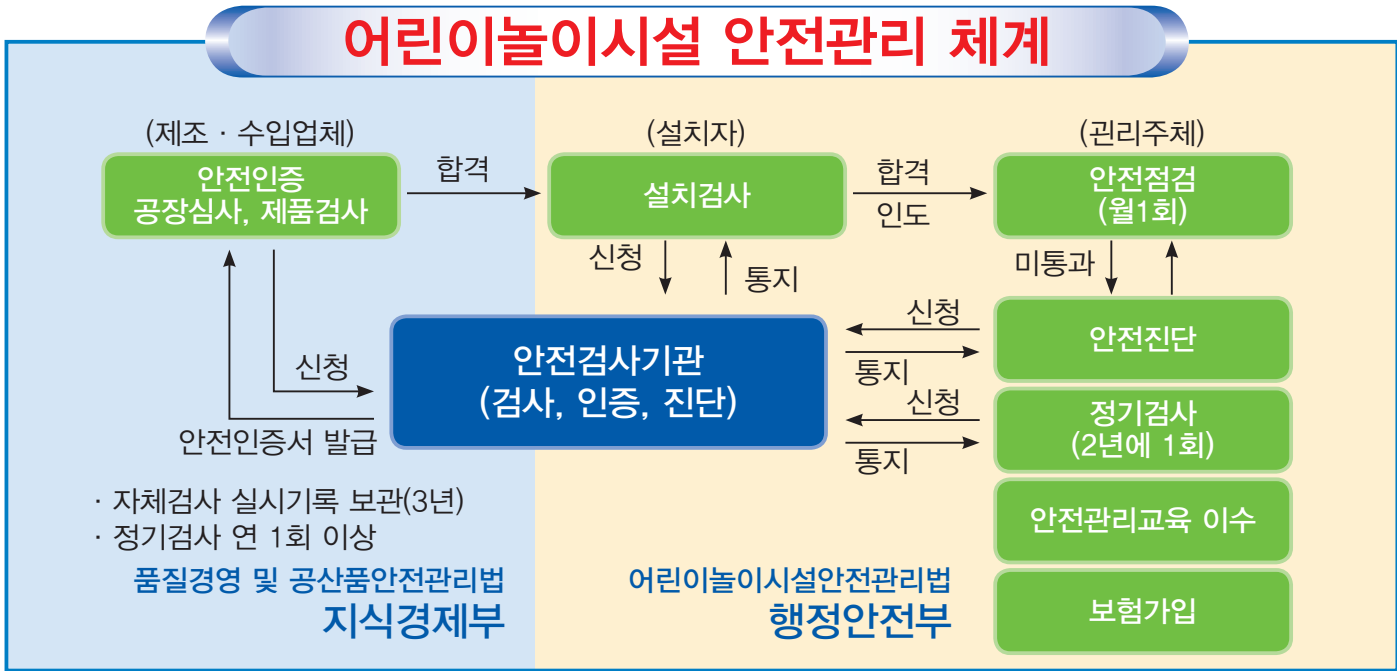 어린이놀이시설 안전관리 체계
(제조 · 수입업체)
안전인증
공장심사, 제품검사
합격
(설치자)
설치검사
합격
인도
(괸리주체)
안전점검
(월1회)
신청
통지
미통과
안전진단
신청
통지
안전검사기관
(검사, 인증, 진단)
신청
안전인증서 발급
정기검사
(2년에 1회)
신청
통지
안전관리교육 이수
보험가입
· 자체검사 실시기록 보관(3년)
· 정기검사 연 1회 이상
품질경영 및 공산품안전관리법
지식경제부
어린이놀이시설안전관리법
행정안전부